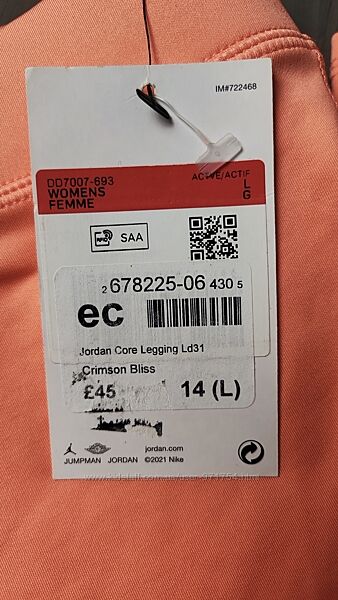 IM#722468
DD7007-693
WOMENS
FEMME
ACTIVE/ACTIF
L
G
RFID SAA
2 678225-06 430 5
ec
Jordan Core Legging Ld31
Crimson Bliss
£45 14 (L)
jordan.com
JUMPMAN JORDAN ©2021 Nike